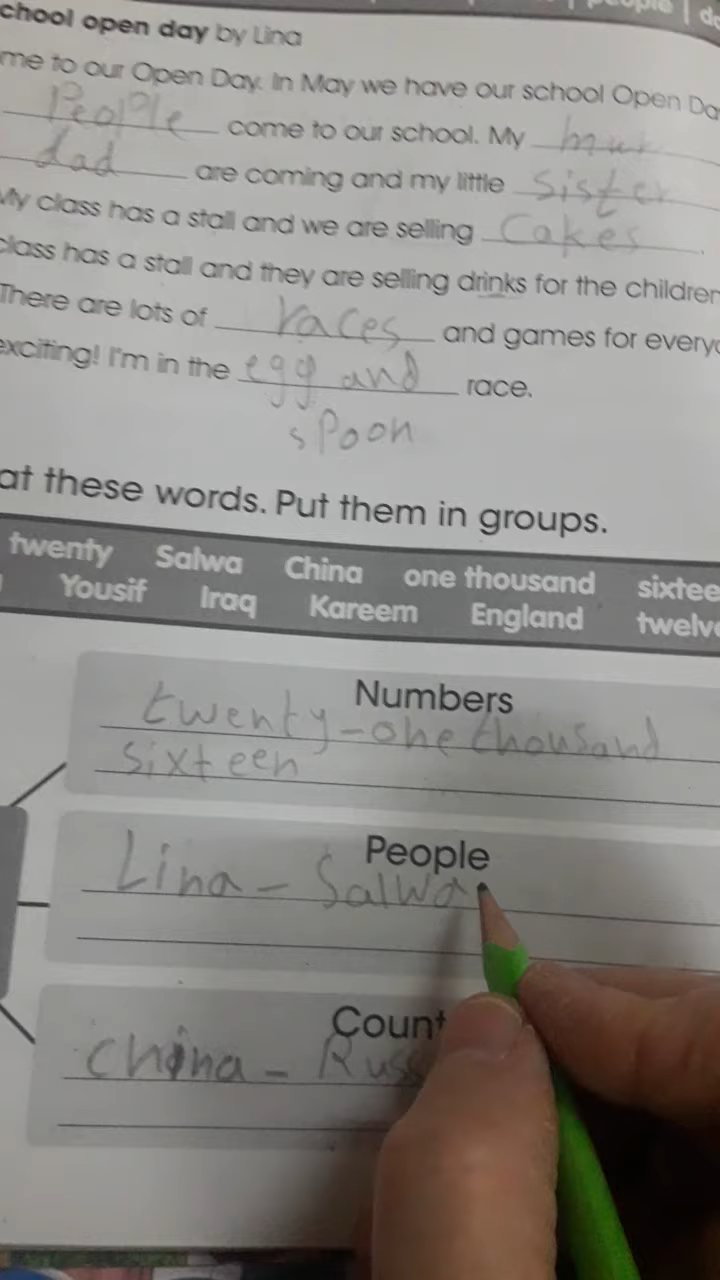 people | d
chool open day by Lina
me to our Open Day. In May we have our school Open Da
People come to our school. My mum
dad are coming and my little sister
My class has a stall and we are selling Cakes.
class has a stall and they are selling drinks for the children
There are lots of races and games for every
exciting! I'm in the egg and race.
spoon
at these words. Put them in groups.
twenty Salwa China one thousand sixtee
Yousif Iraq Kareem England twelv
Numbers
twenty-one thousand
sixteen
People
Lina - Salwa
Count
China - Russ